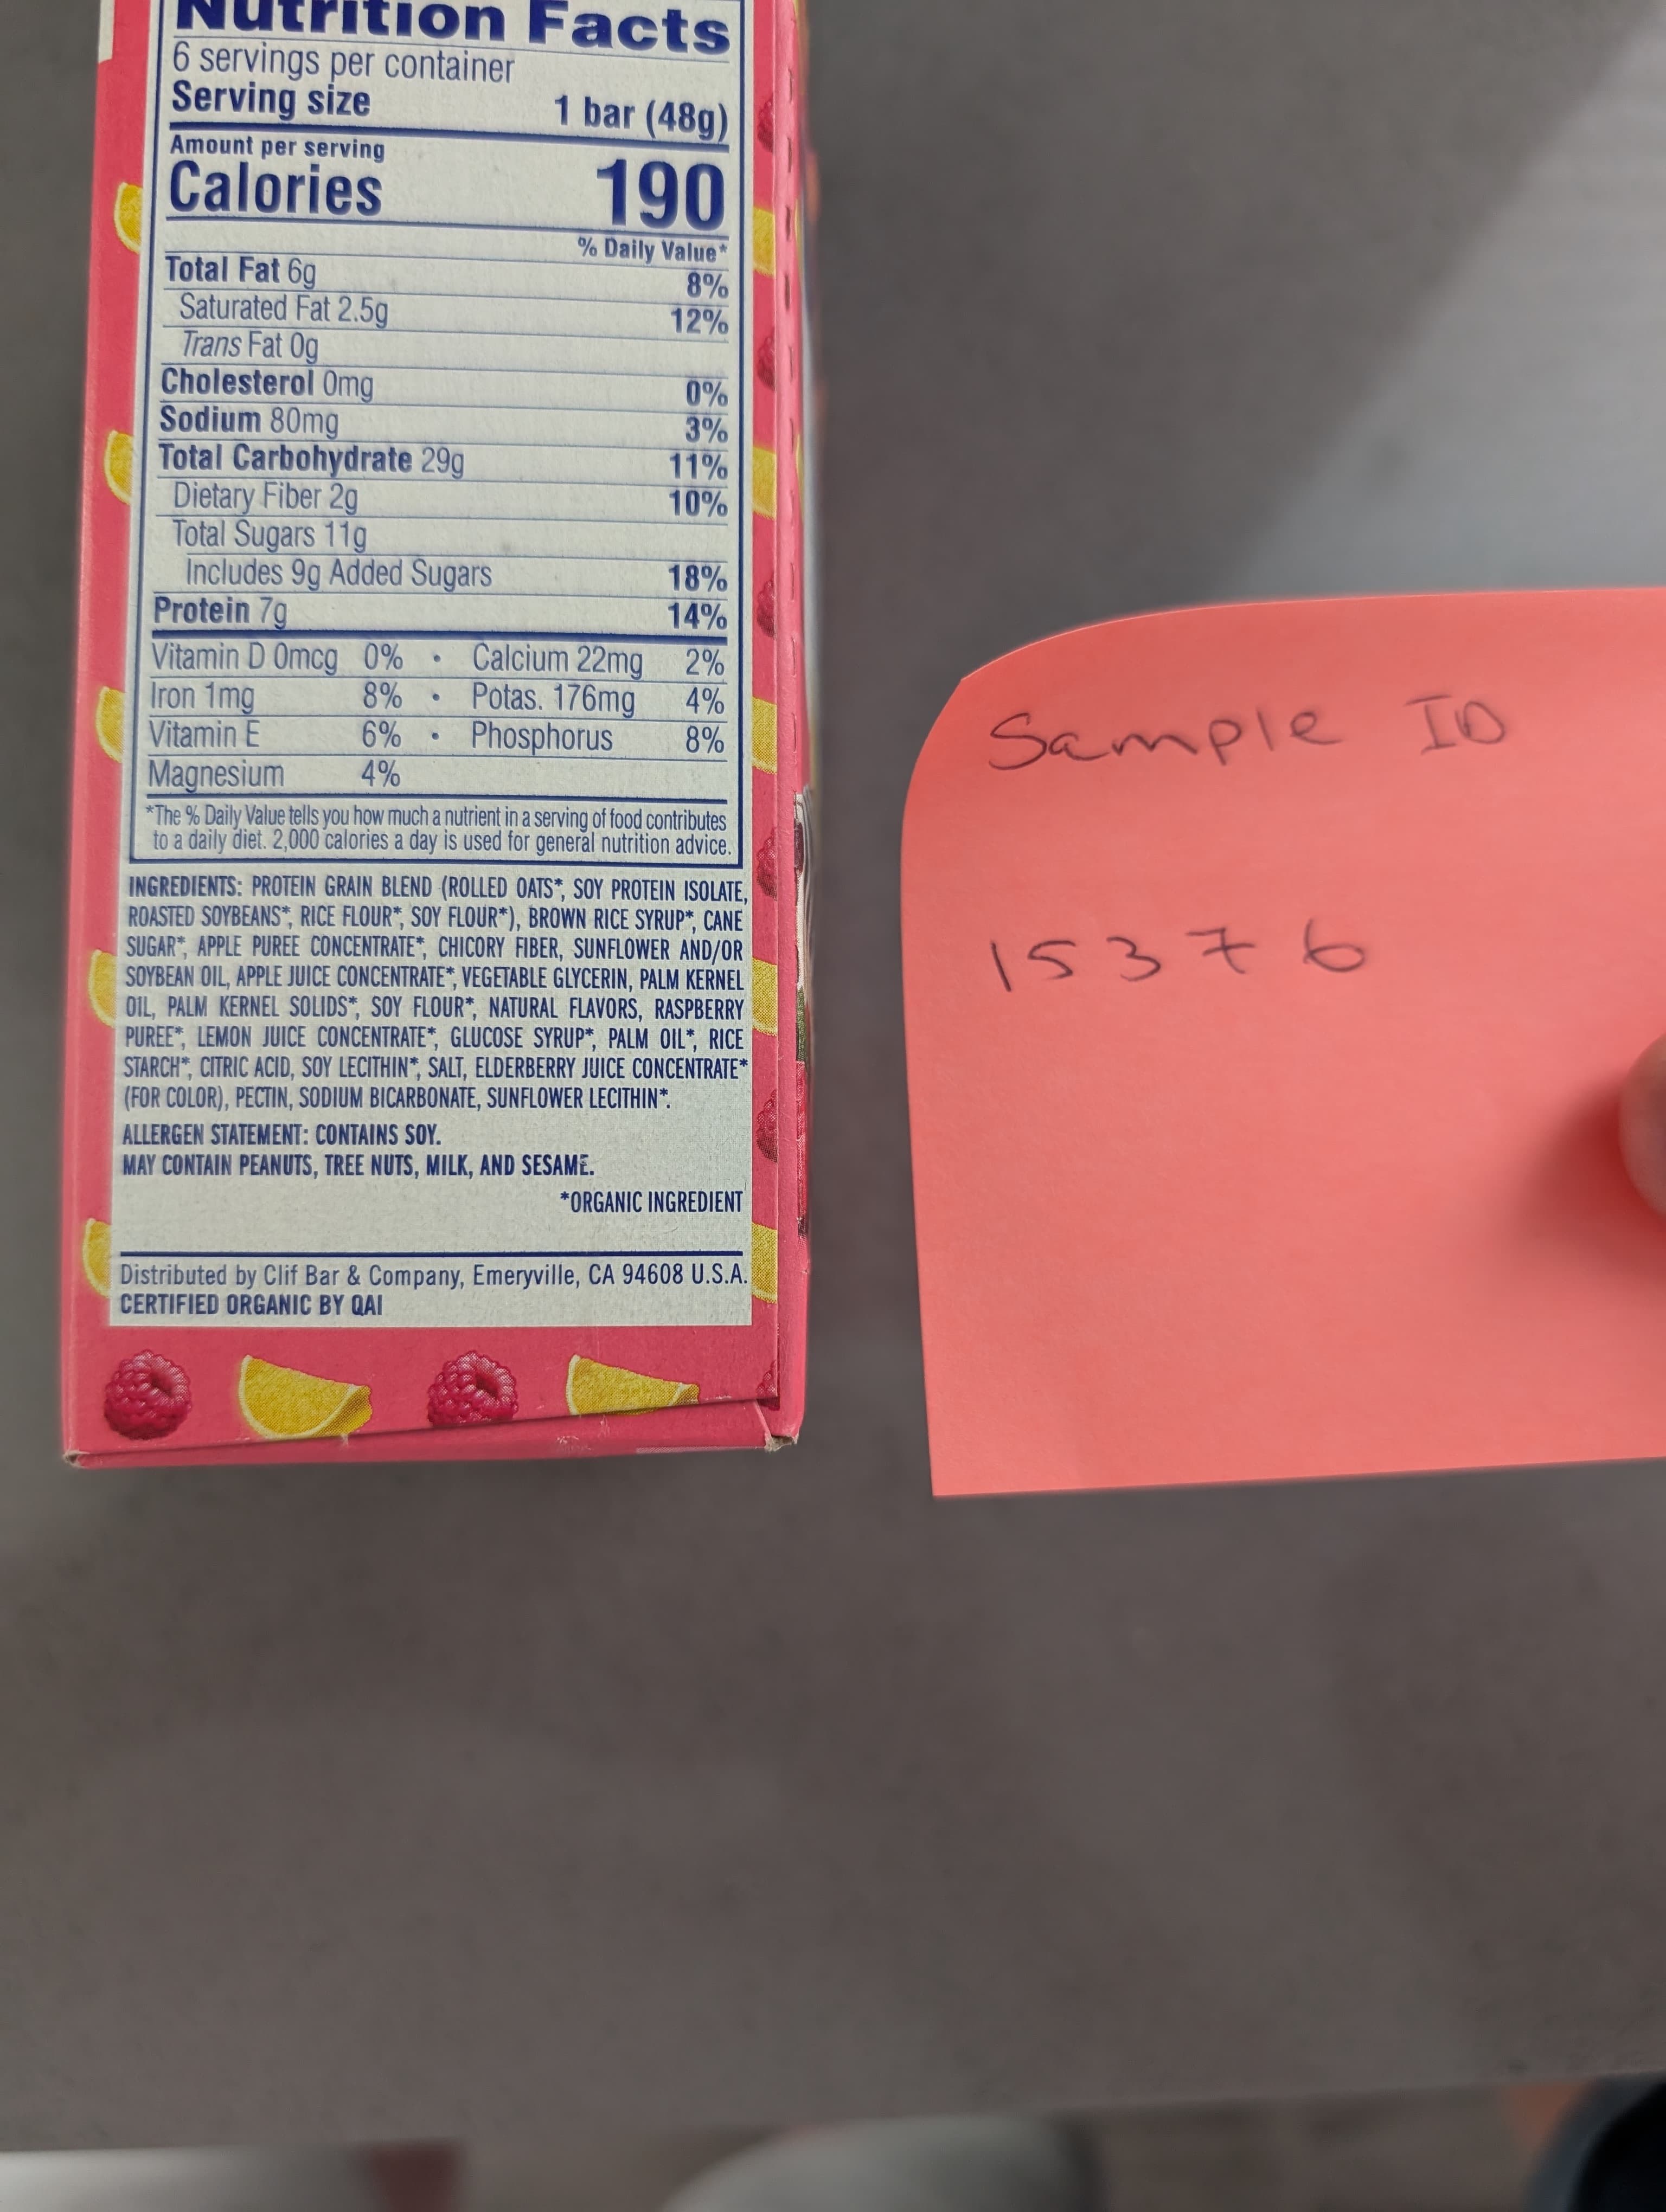 Nutrition Facts
6 servings per container
Serving size 1 bar (48g)
Amount per serving
Calories 190
% Daily Value*
Total Fat 6g 8%
Saturated Fat 2.5g 12%
Trans Fat 0g
Cholesterol 0mg 0%
Sodium 80mg 3%
Total Carbohydrate 29g 11%
Dietary Fiber 2g 10%
Total Sugars 11g
Includes 9g Added Sugars 18%
Protein 7g 14%
Vitamin D 0mcg 0% • Calcium 22mg 2%
Iron 1mg 8% • Potas. 176mg 4%
Vitamin E 6% • Phosphorus 8%
Magnesium 4%
*The % Daily Value tells you how much a nutrient in a serving of food contributes
to a daily diet. 2,000 calories a day is used for general nutrition advice.
INGREDIENTS: PROTEIN GRAIN BLEND (ROLLED OATS*, SOY PROTEIN ISOLATE,
ROASTED SOYBEANS*, RICE FLOUR*, SOY FLOUR*), BROWN RICE SYRUP*, CANE
SUGAR*, APPLE PUREE CONCENTRATE*, CHICORY FIBER, SUNFLOWER AND/OR
SOYBEAN OIL, APPLE JUICE CONCENTRATE*, VEGETABLE GLYCERIN, PALM KERNEL
OIL, PALM KERNEL SOLIDS*, SOY FLOUR*, NATURAL FLAVORS, RASPBERRY
PUREE*, LEMON JUICE CONCENTRATE*, GLUCOSE SYRUP*, PALM OIL*, RICE
STARCH*, CITRIC ACID, SOY LECITHIN*, SALT, ELDERBERRY JUICE CONCENTRATE*
(FOR COLOR), PECTIN, SODIUM BICARBONATE, SUNFLOWER LECITHIN*.
ALLERGEN STATEMENT: CONTAINS SOY.
MAY CONTAIN PEANUTS, TREE NUTS, MILK, AND SESAME.
*ORGANIC INGREDIENT
Distributed by Clif Bar & Company, Emeryville, CA 94608 U.S.A.
CERTIFIED ORGANIC BY QAI
Sample ID
15376